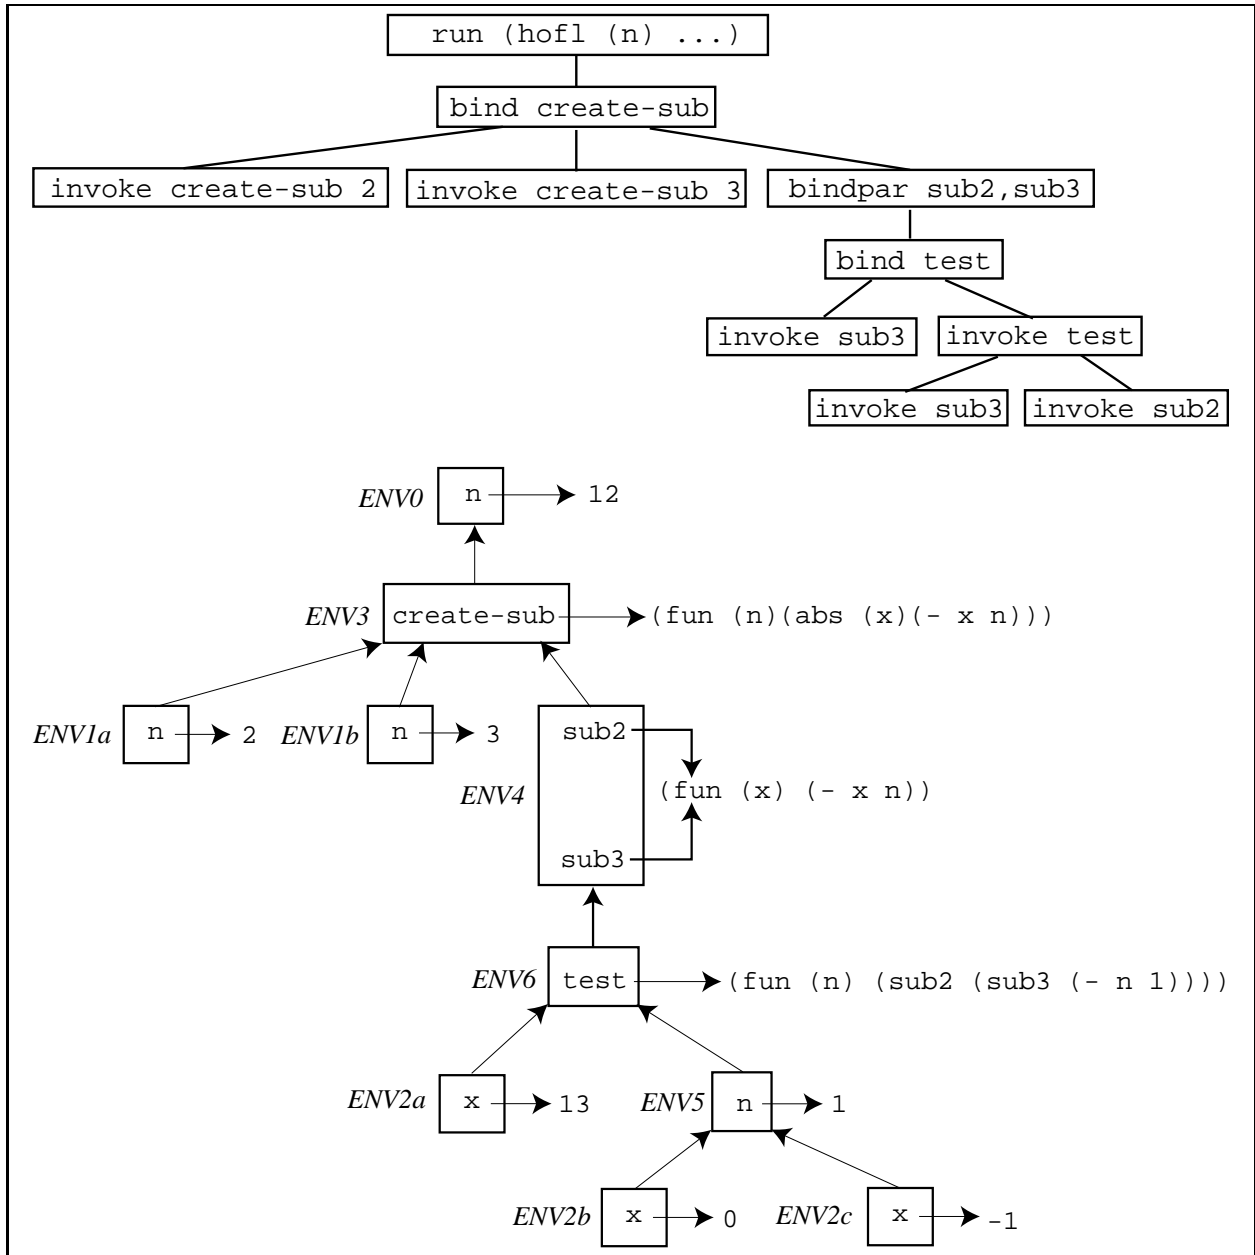 run (hofl (n) ...)
bind create-sub
invoke create-sub 2
invoke create-sub 3
bindpar sub2,sub3
bind test
invoke sub3
invoke test
invoke sub3
invoke sub2
ENV0
n
12
ENV3
create-sub
(fun (n)(abs (x)(- x n)))
ENV1a
n
2
ENV1b
n
3
sub2
ENV4
(fun (x) (- x n))
sub3
ENV6
test
(fun (n) (sub2 (sub3 (- n 1))))
ENV2a
x
13
ENV5
n
1
ENV2b
x
0
ENV2c
x
-1